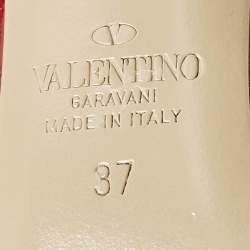 V
VALENTINO
GARAVANI
MADE IN ITALY
37